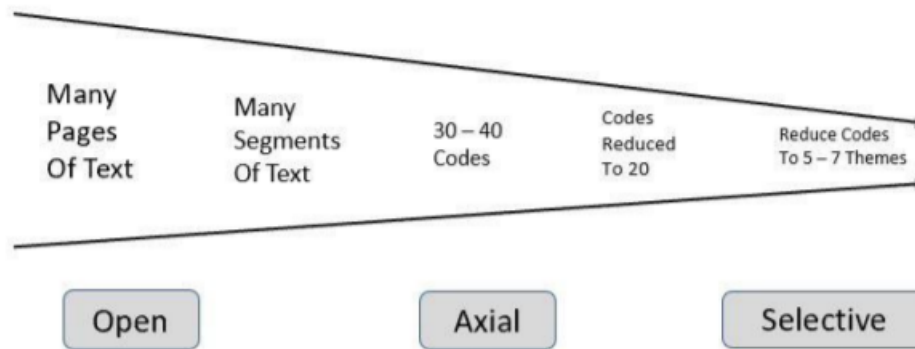 Many
Pages
Of Text
Many
Segments
Of Text
30 – 40
Codes
Codes
Reduced
To 20
Reduce Codes
To 5 – 7 Themes
Open
Axial
Selective